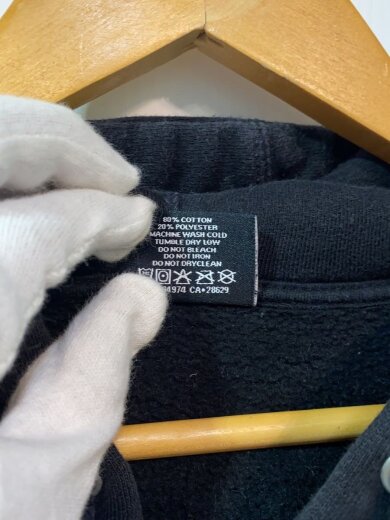 80% COTTON
20% POLYESTER
MACHINE WASH COLD
TUMBLE DRY LOW
DO NOT BLEACH
DO NOT IRON
DO NOT DRYCLEAN
CA•28629